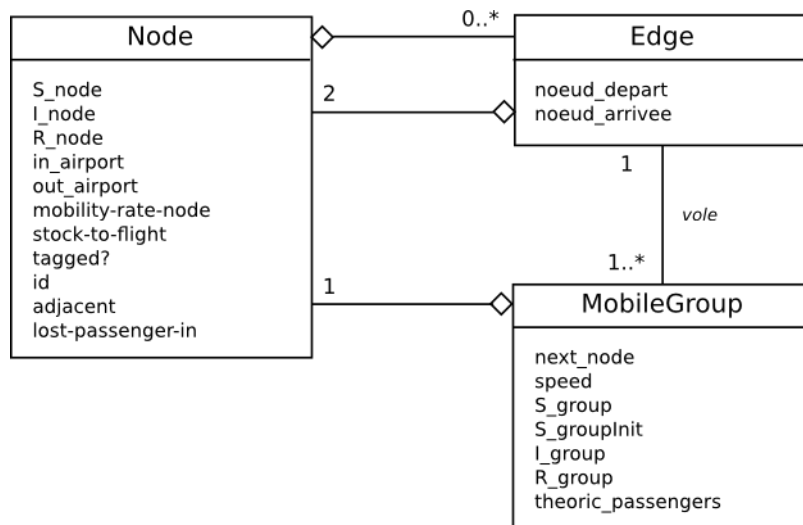 Node
S_node
I_node
R_node
in_airport
out_airport
mobility-rate-node
stock-to-flight
tagged?
id
adjacent
lost-passenger-in
0..*
2
1
Edge
noeud_depart
noeud_arrivee
1
vole
1..*
MobileGroup
next_node
speed
S_group
S_groupInit
I_group
R_group
theoric_passengers